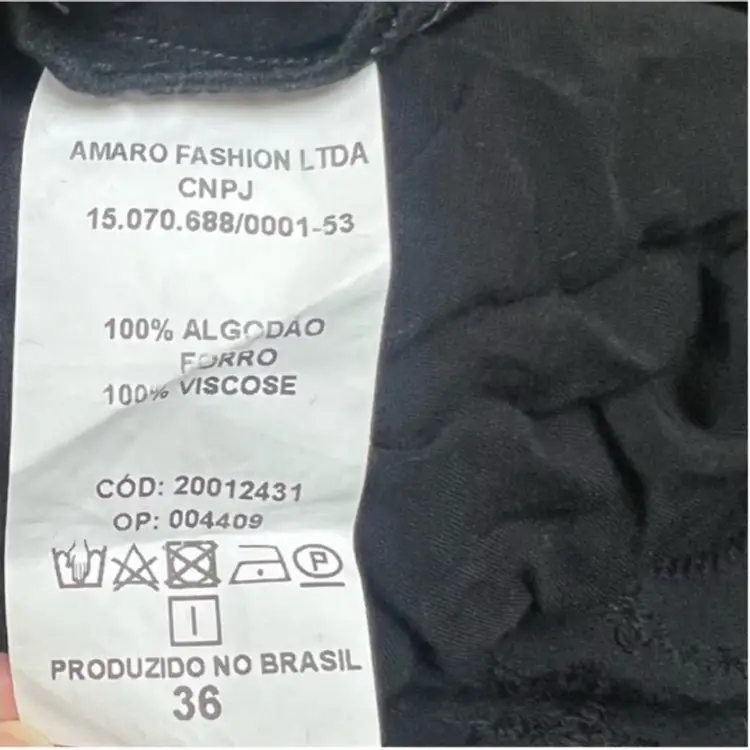 AMARO FASHION LTDA
CNPJ
15.070.688/0001-53
100% ALGODAO
FORRO
100% VISCOSE
CÓD: 20012431
OP: 004409
P
PRODUZIDO NO BRASIL
36